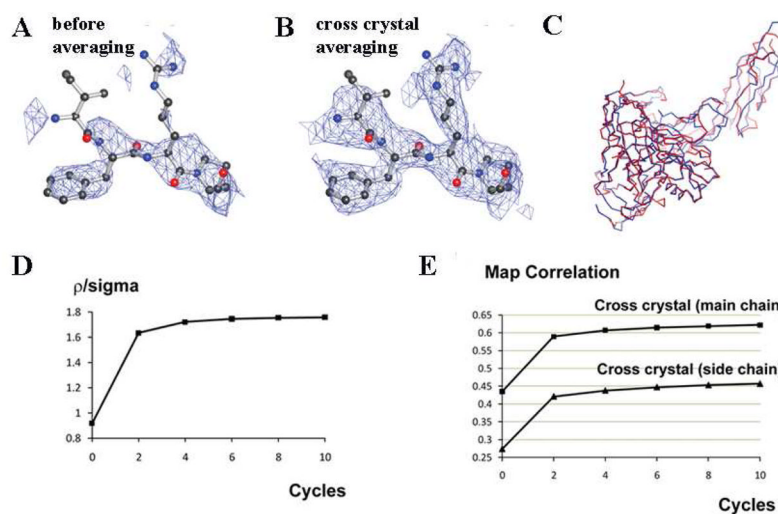 A before
averaging
B cross crystal
averaging
C
D
ρ/sigma
1.8
1.6
1.4
1.2
1
0.8
0 2 4 6 8 10
Cycles
E
Map Correlation
Cross crystal (main chain
Cross crystal (side chain
0.65
0.6
0.55
0.5
0.45
0.4
0.35
0.3
0.25
0 2 4 6 8 10
Cycles